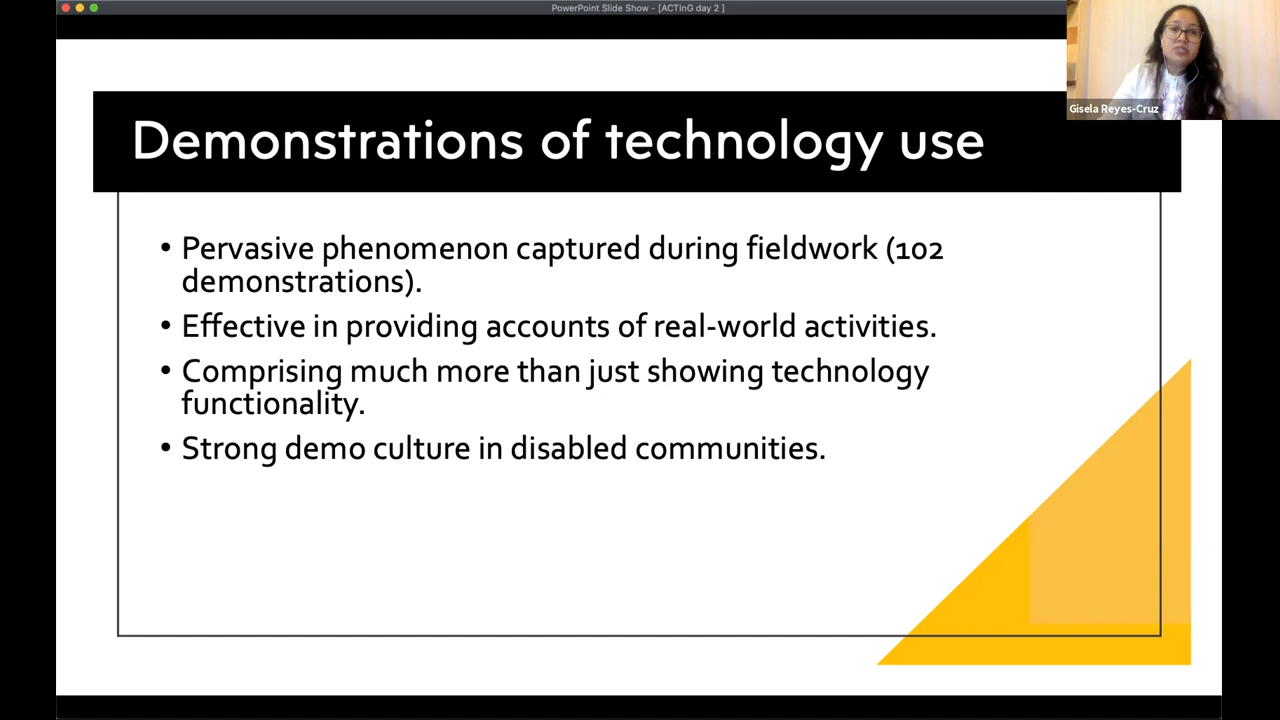 PowerPoint Slide Show - [ACTInG day 2 ]
Gisela Reyes-Cruz
Demonstrations of technology use
• Pervasive phenomenon captured during fieldwork (102
demonstrations).
• Effective in providing accounts of real-world activities.
• Comprising much more than just showing technology
functionality.
• Strong demo culture in disabled communities.